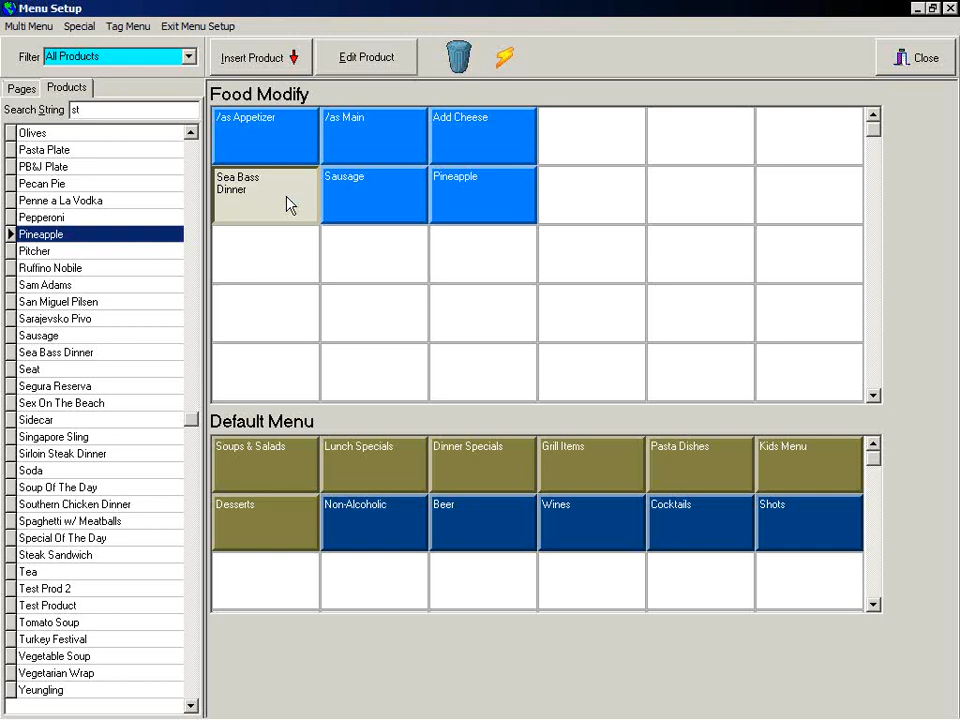 Menu Setup
Multi Menu Special Tag Menu Exit Menu Setup
Filter All Products Insert Product Edit Product Close
Pages Products
Search String st
Olives
Pasta Plate
PB&J Plate
Pecan Pie
Penne a La Vodka
Pepperoni
Pineapple
Pitcher
Ruffino Nobile
Sam Adams
San Miguel Pilsen
Sarajevsko Pivo
Sausage
Sea Bass Dinner
Seat
Segura Reserva
Sex On The Beach
Sidecar
Singapore Sling
Sirloin Steak Dinner
Soda
Soup Of The Day
Southern Chicken Dinner
Spaghetti w/ Meatballs
Special Of The Day
Steak Sandwich
Tea
Test Prod 2
Test Product
Tomato Soup
Turkey Festival
Vegetable Soup
Vegetarian Wrap
Yeungling
Food Modify
/as Appetizer /as Main Add Cheese
Sea Bass
Dinner
Sausage Pineapple
Default Menu
Soups & Salads Lunch Specials Dinner Specials Grill Items Pasta Dishes Kids Menu
Desserts Non-Alcoholic Beer Wines Cocktails Shots